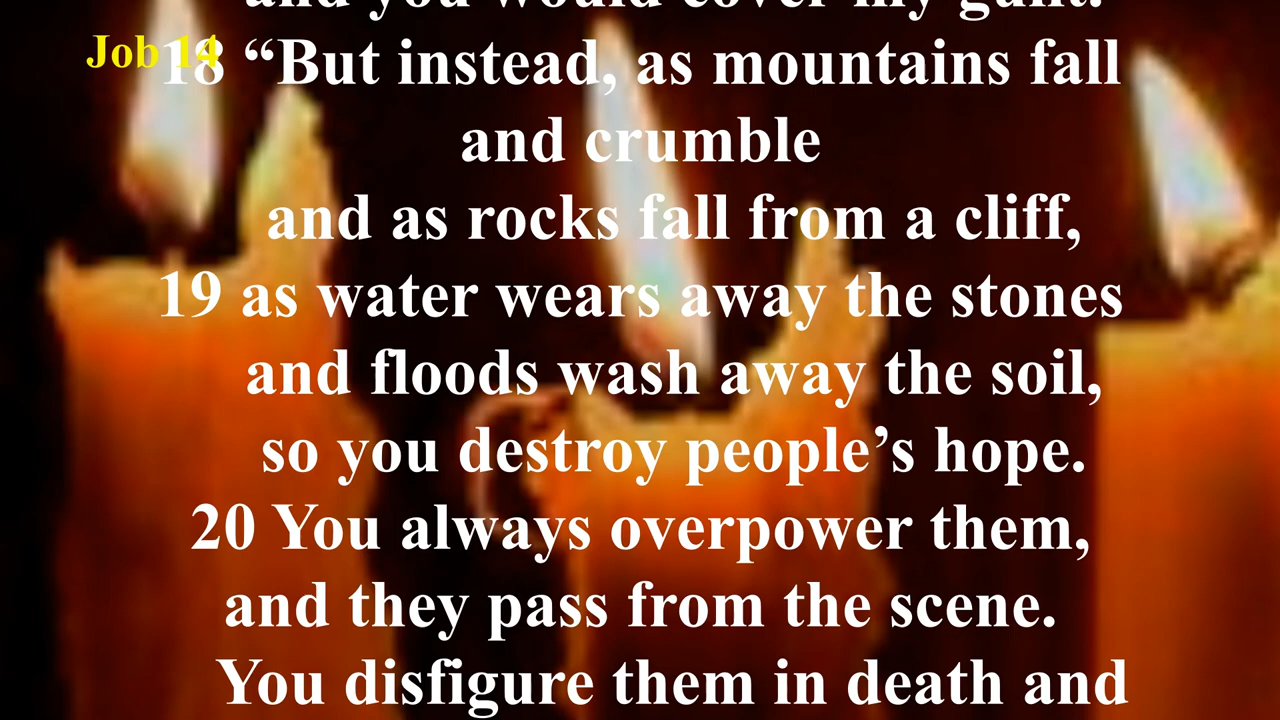 and you would cover my guilt.
Job 14
18 “But instead, as mountains fall
and crumble
and as rocks fall from a cliff,
19 as water wears away the stones
and floods wash away the soil,
so you destroy people’s hope.
20 You always overpower them,
and they pass from the scene.
You disfigure them in death and